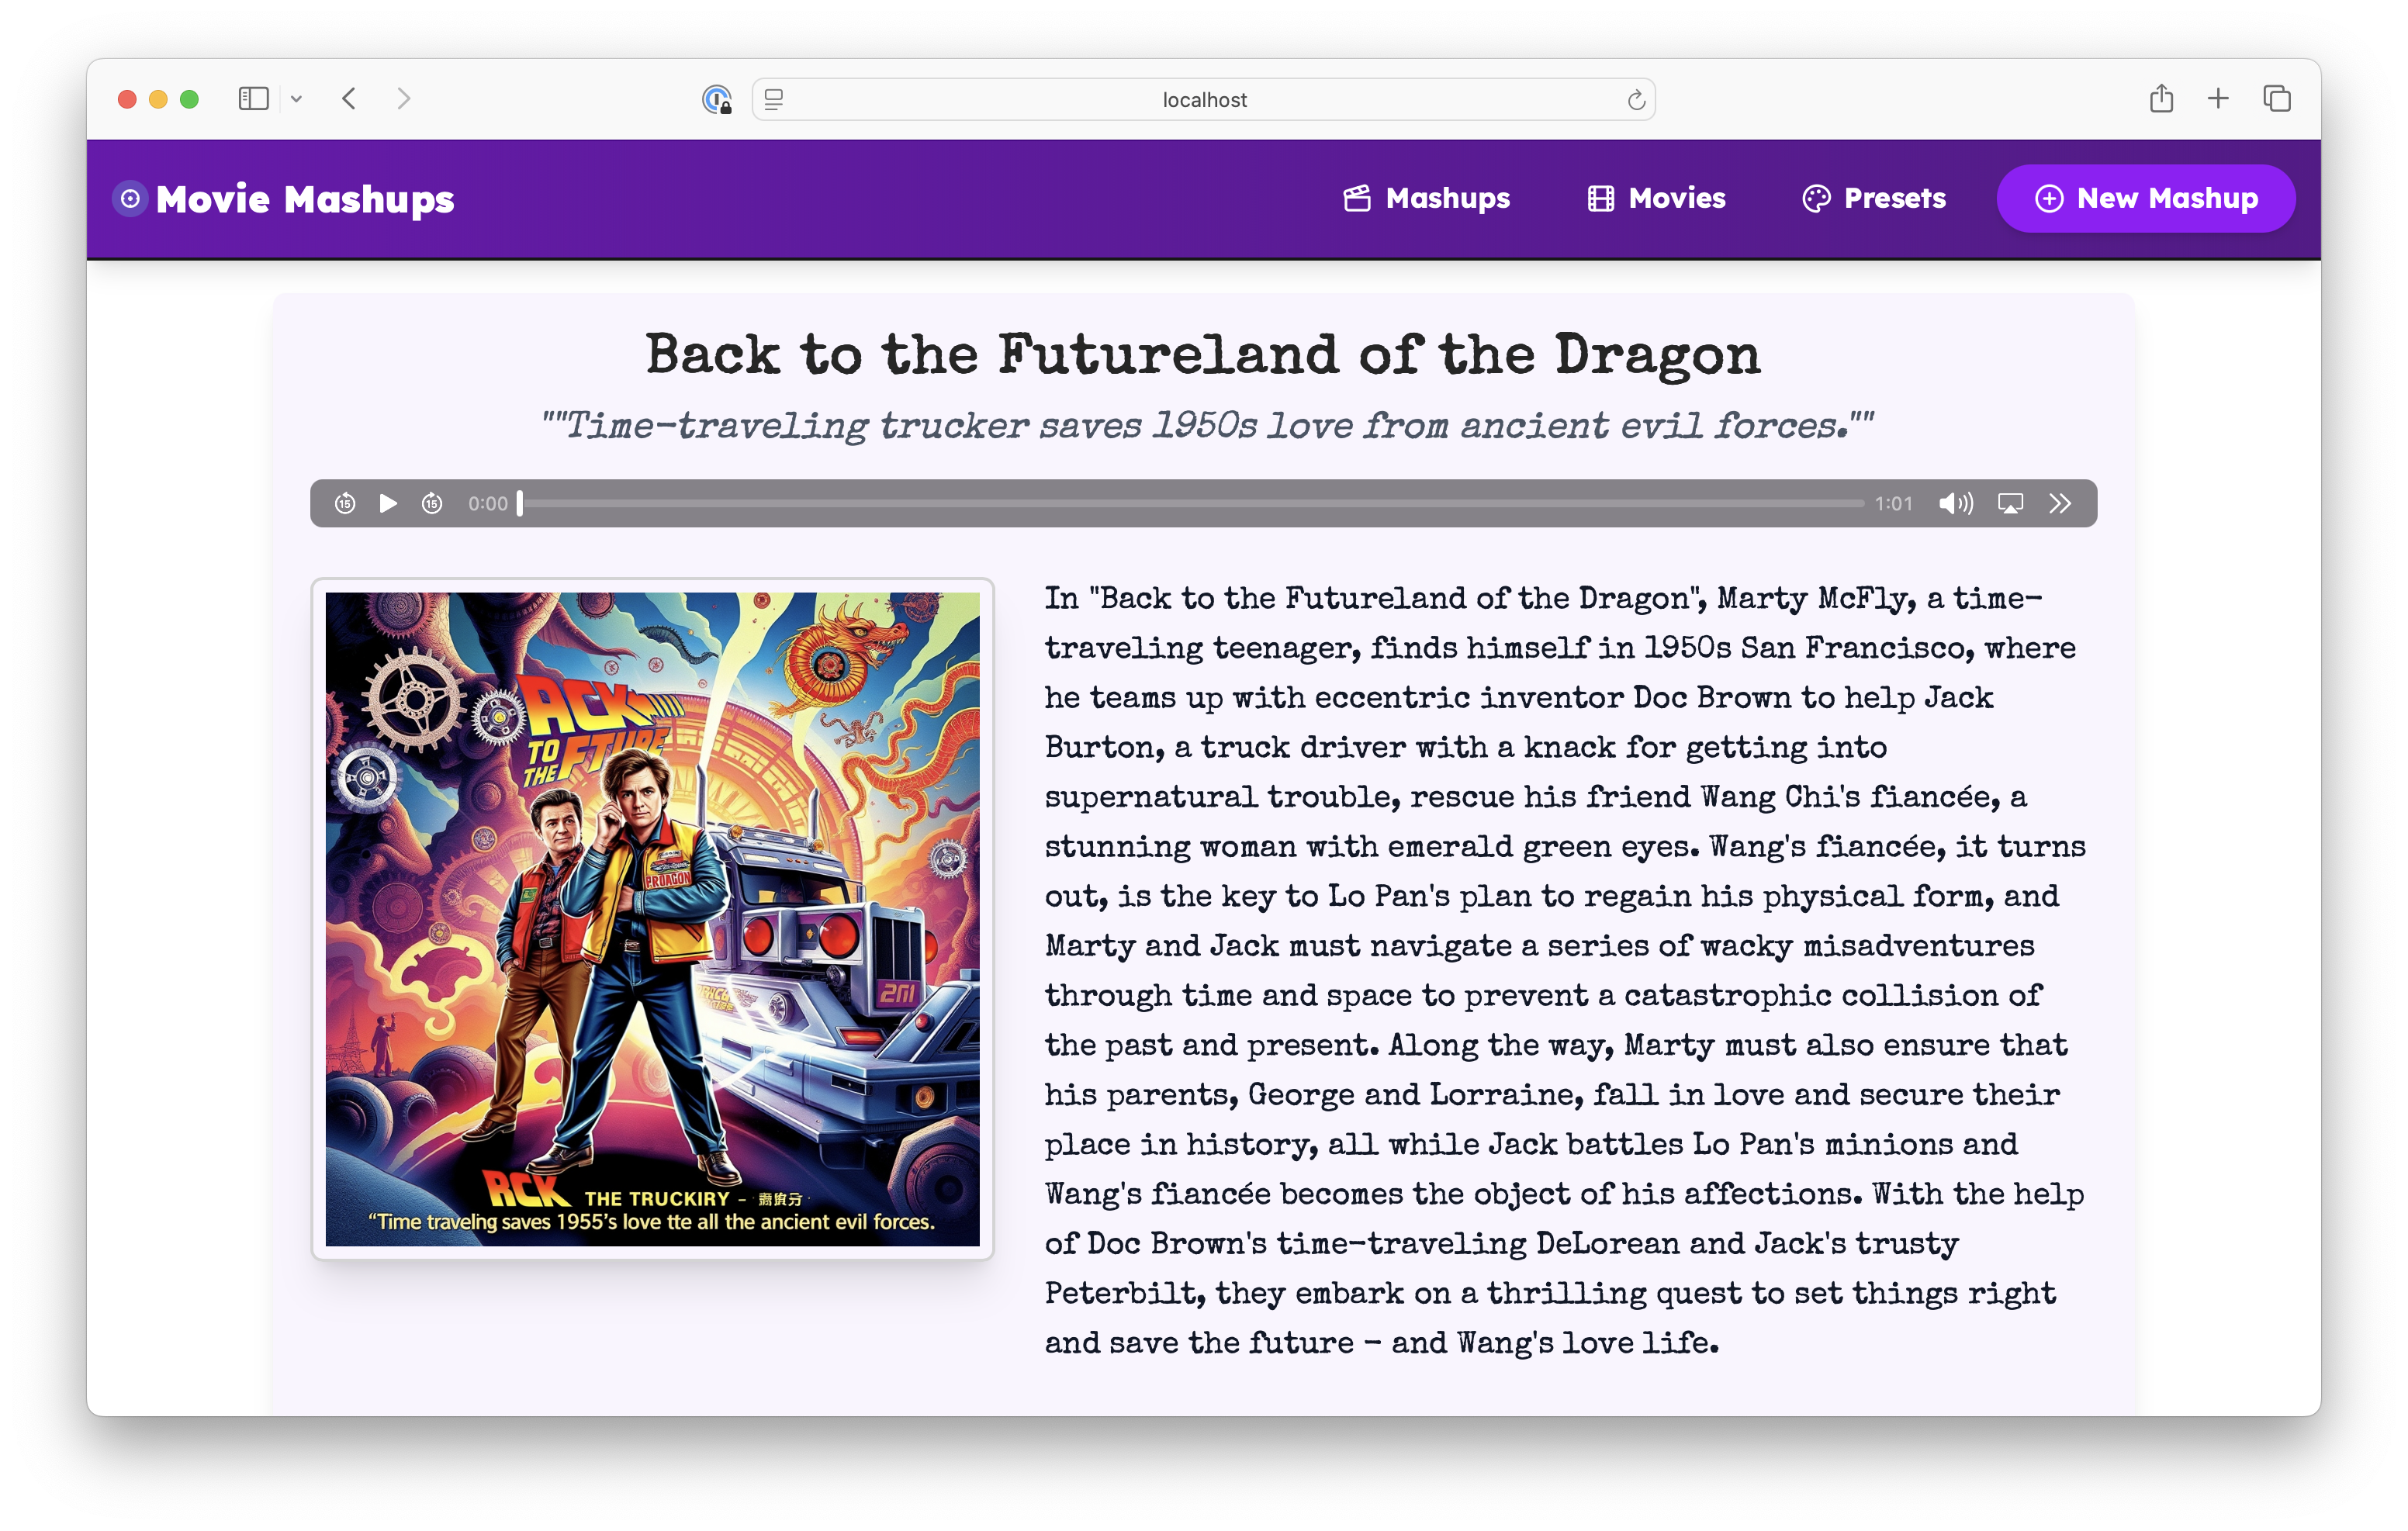 localhost
Movie Mashups
Mashups
Movies
Presets
New Mashup
Back to the Futureland of the Dragon
""Time-traveling trucker saves 1950s love from ancient evil forces.""
15
15
0:00
1:01
ACK
TO
THE FTURE
PROAGON
RCK THE TRUCKIRY -
“Time traveling saves 1955's love tte all the ancient evil forces.
In "Back to the Futureland of the Dragon", Marty McFly, a time-
traveling teenager, finds himself in 1950s San Francisco, where
he teams up with eccentric inventor Doc Brown to help Jack
Burton, a truck driver with a knack for getting into
supernatural trouble, rescue his friend Wang Chi's fiancée, a
stunning woman with emerald green eyes. Wang's fiancée, it turns
out, is the key to Lo Pan's plan to regain his physical form, and
Marty and Jack must navigate a series of wacky misadventures
through time and space to prevent a catastrophic collision of
the past and present. Along the way, Marty must also ensure that
his parents, George and Lorraine, fall in love and secure their
place in history, all while Jack battles Lo Pan's minions and
Wang's fiancée becomes the object of his affections. With the help
of Doc Brown's time-traveling DeLorean and Jack's trusty
Peterbilt, they embark on a thrilling quest to set things right
and save the future - and Wang's love life.